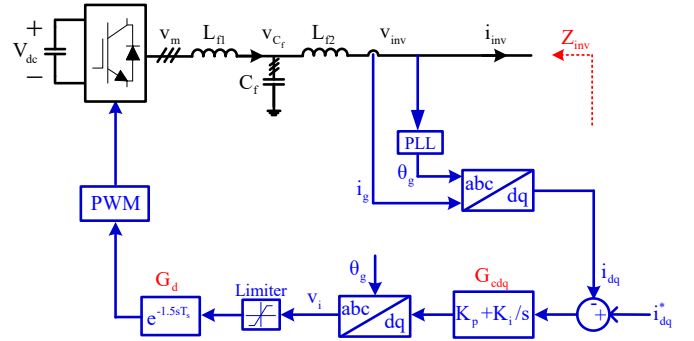 +
V_dc
−
v_m
L_f1
v_Cf
C_f
L_f2
v_inv
i_inv
Z_inv
PLL
θ_g
i_g
abc
dq
PWM
G_d
e^-1.5sT_s
Limiter
v_i
θ_g
abc
dq
G_cdq
K_p+K_i/s
i_dq
-
+
i*_dq